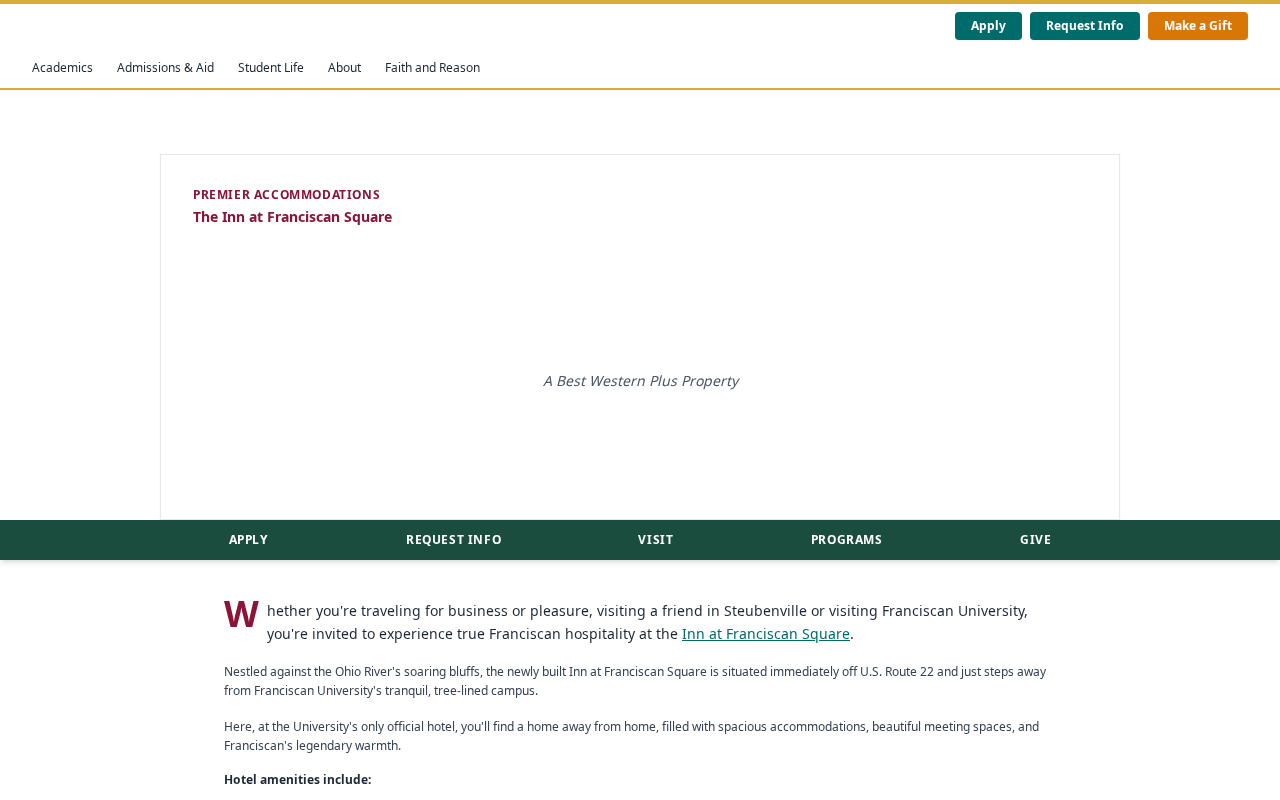 Apply Request Info Make a Gift
Academics Admissions & Aid Student Life About Faith and Reason
PREMIER ACCOMMODATIONS
The Inn at Franciscan Square
A Best Western Plus Property
APPLY REQUEST INFO VISIT PROGRAMS GIVE
Whether you're traveling for business or pleasure, visiting a friend in Steubenville or visiting Franciscan University,
you're invited to experience true Franciscan hospitality at the Inn at Franciscan Square.
Nestled against the Ohio River's soaring bluffs, the newly built Inn at Franciscan Square is situated immediately off U.S. Route 22 and just steps away
from Franciscan University's tranquil, tree-lined campus.
Here, at the University's only official hotel, you'll find a home away from home, filled with spacious accommodations, beautiful meeting spaces, and
Franciscan's legendary warmth.
Hotel amenities include: